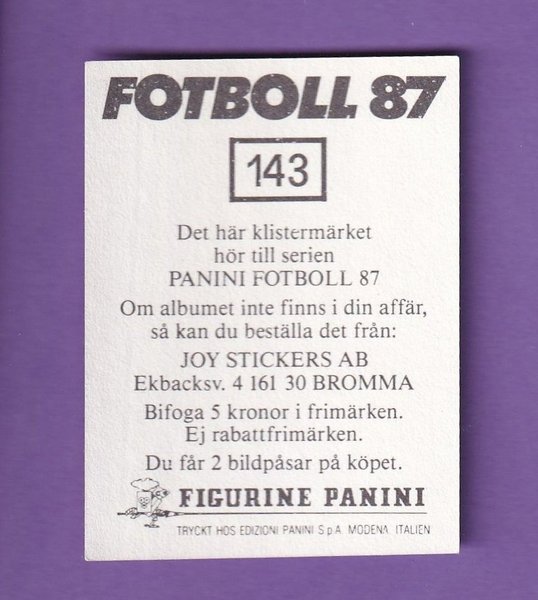 FOTBOLL 87
143
Det här klistermärket
hör till serien
PANINI FOTBOLL 87
Om albumet inte finns i din affär,
så kan du beställa det från:
JOY STICKERS AB
Ekbacksv. 4 161 30 BROMMA
Bifoga 5 kronor i frimärken.
Ej rabattfrimärken.
Du får 2 bildpåsar på köpet.
FIGURINE PANINI
TRYCKT HOS EDIZIONI PANINI S.p.A. MODENA ITALIEN